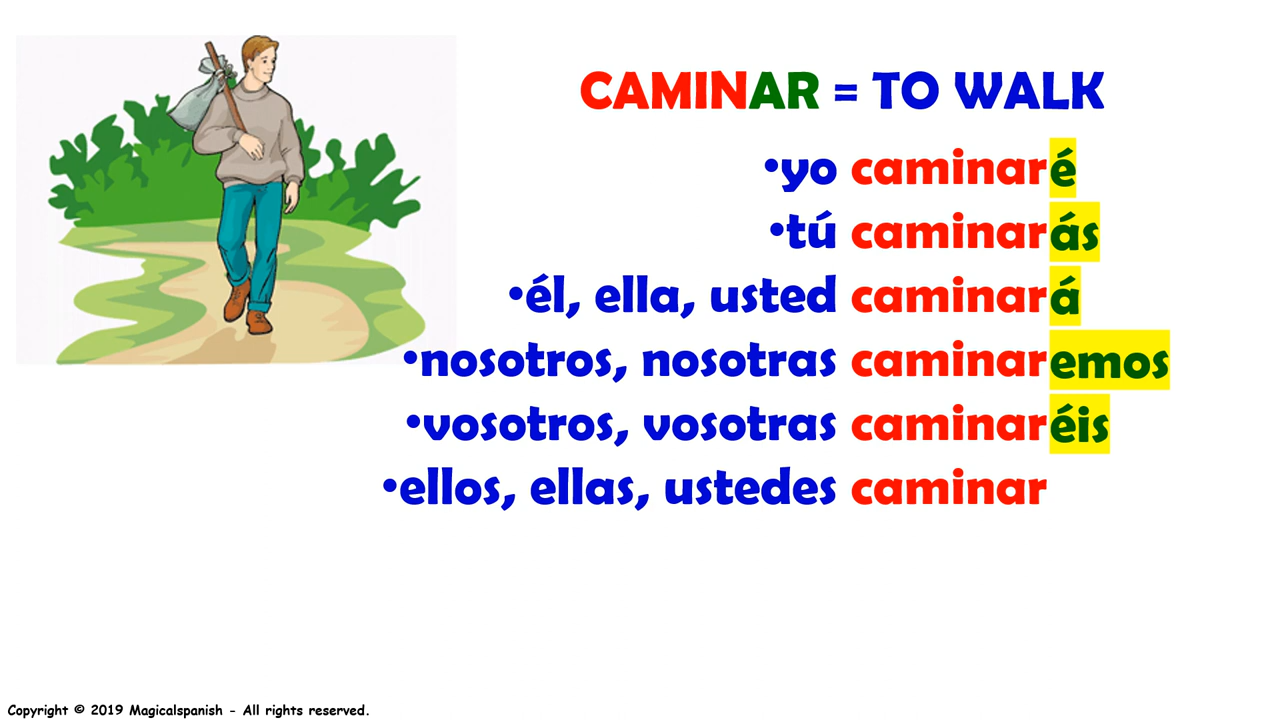 CAMINAR = TO WALK
•yo caminaré
•tú caminarás
•él, ella, usted caminará
•nosotros, nosotras caminaremos
•vosotros, vosotras caminaréis
•ellos, ellas, ustedes caminar
Copyright © 2019 Magicalspanish - All rights reserved.